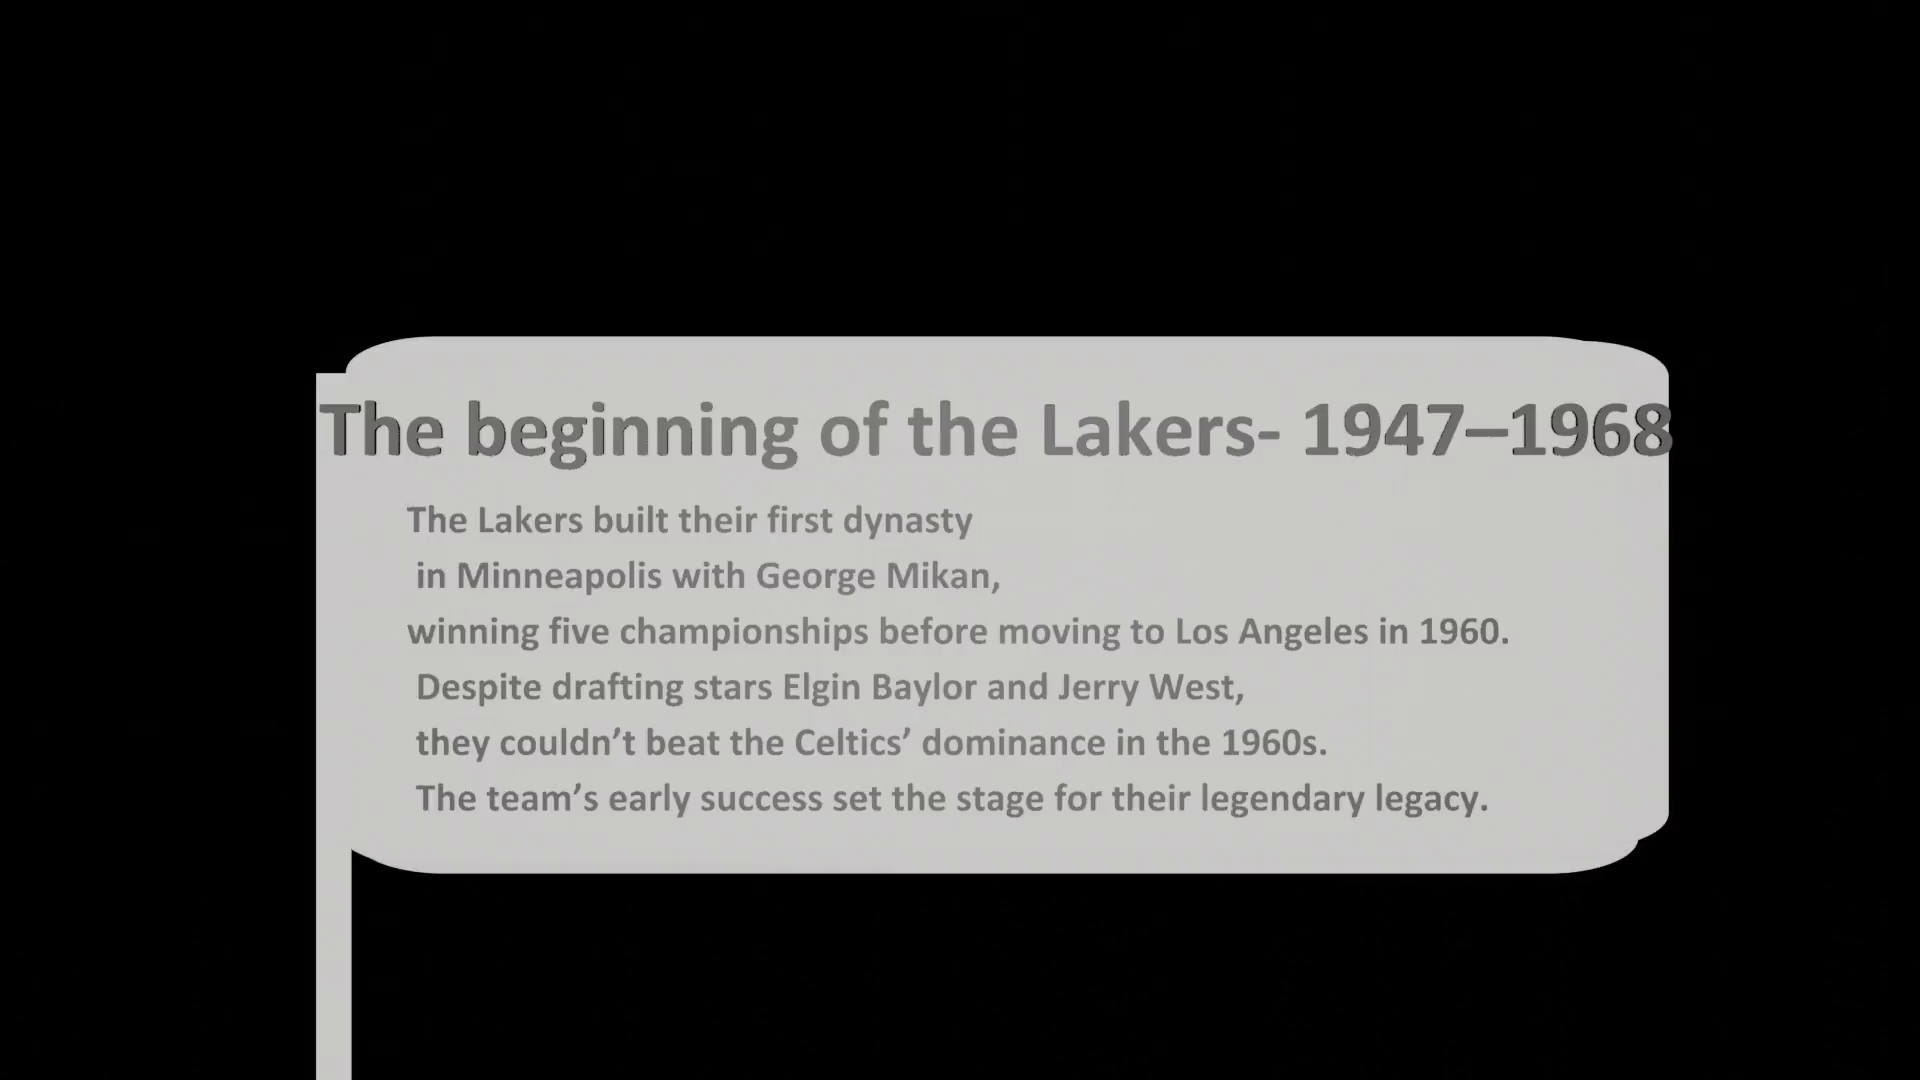 The beginning of the Lakers- 1947–1968
The Lakers built their first dynasty
in Minneapolis with George Mikan,
winning five championships before moving to Los Angeles in 1960.
Despite drafting stars Elgin Baylor and Jerry West,
they couldn’t beat the Celtics’ dominance in the 1960s.
The team’s early success set the stage for their legendary legacy.